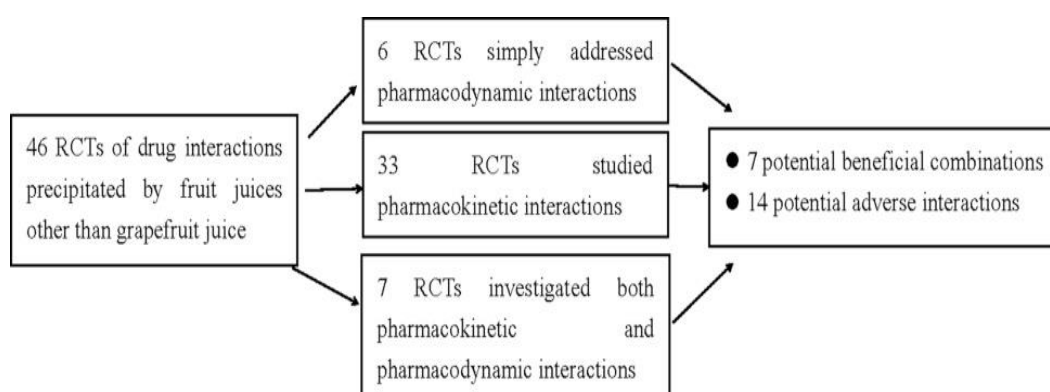 46 RCTs of drug interactions
precipitated by fruit juices
other than grapefruit juice
6 RCTs simply addressed
pharmacodynamic interactions
33 RCTs studied
pharmacokinetic interactions
7 RCTs investigated both
pharmacokinetic and
pharmacodynamic interactions
● 7 potential beneficial combinations
● 14 potential adverse interactions